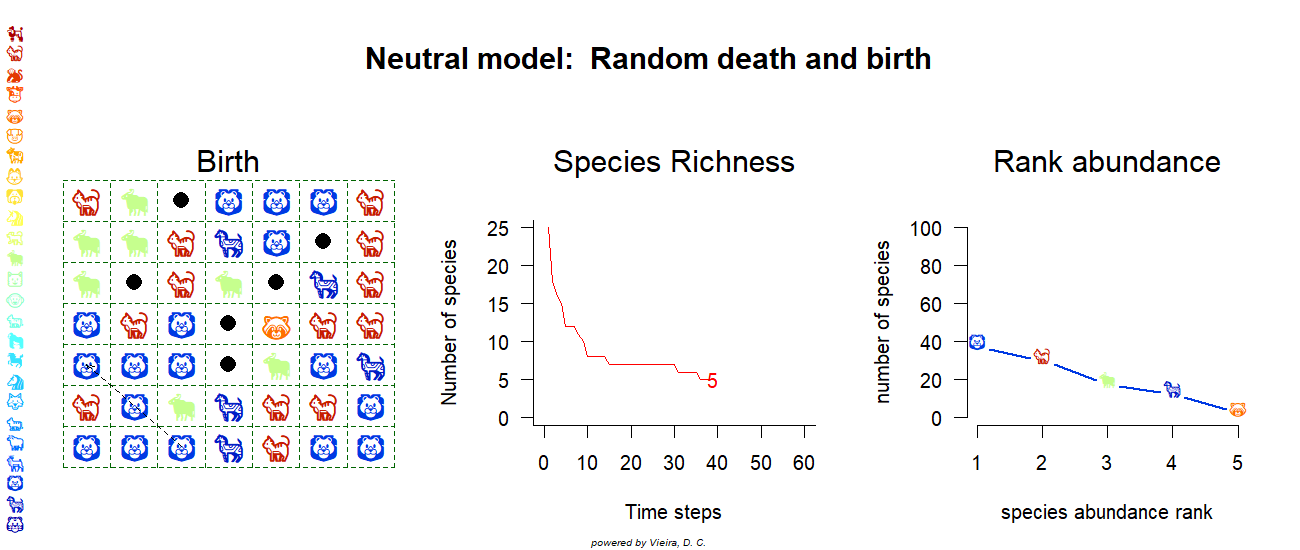 Neutral model:  Random death and birth
Birth
Species Richness
Rank abundance
Number of species
25
20
15
10
5
0
5
0 10 20 30 40 50 60
Time steps
number of species
100
80
60
40
20
0
1 2 3 4 5
species abundance rank
powered by Vieira, D. C.